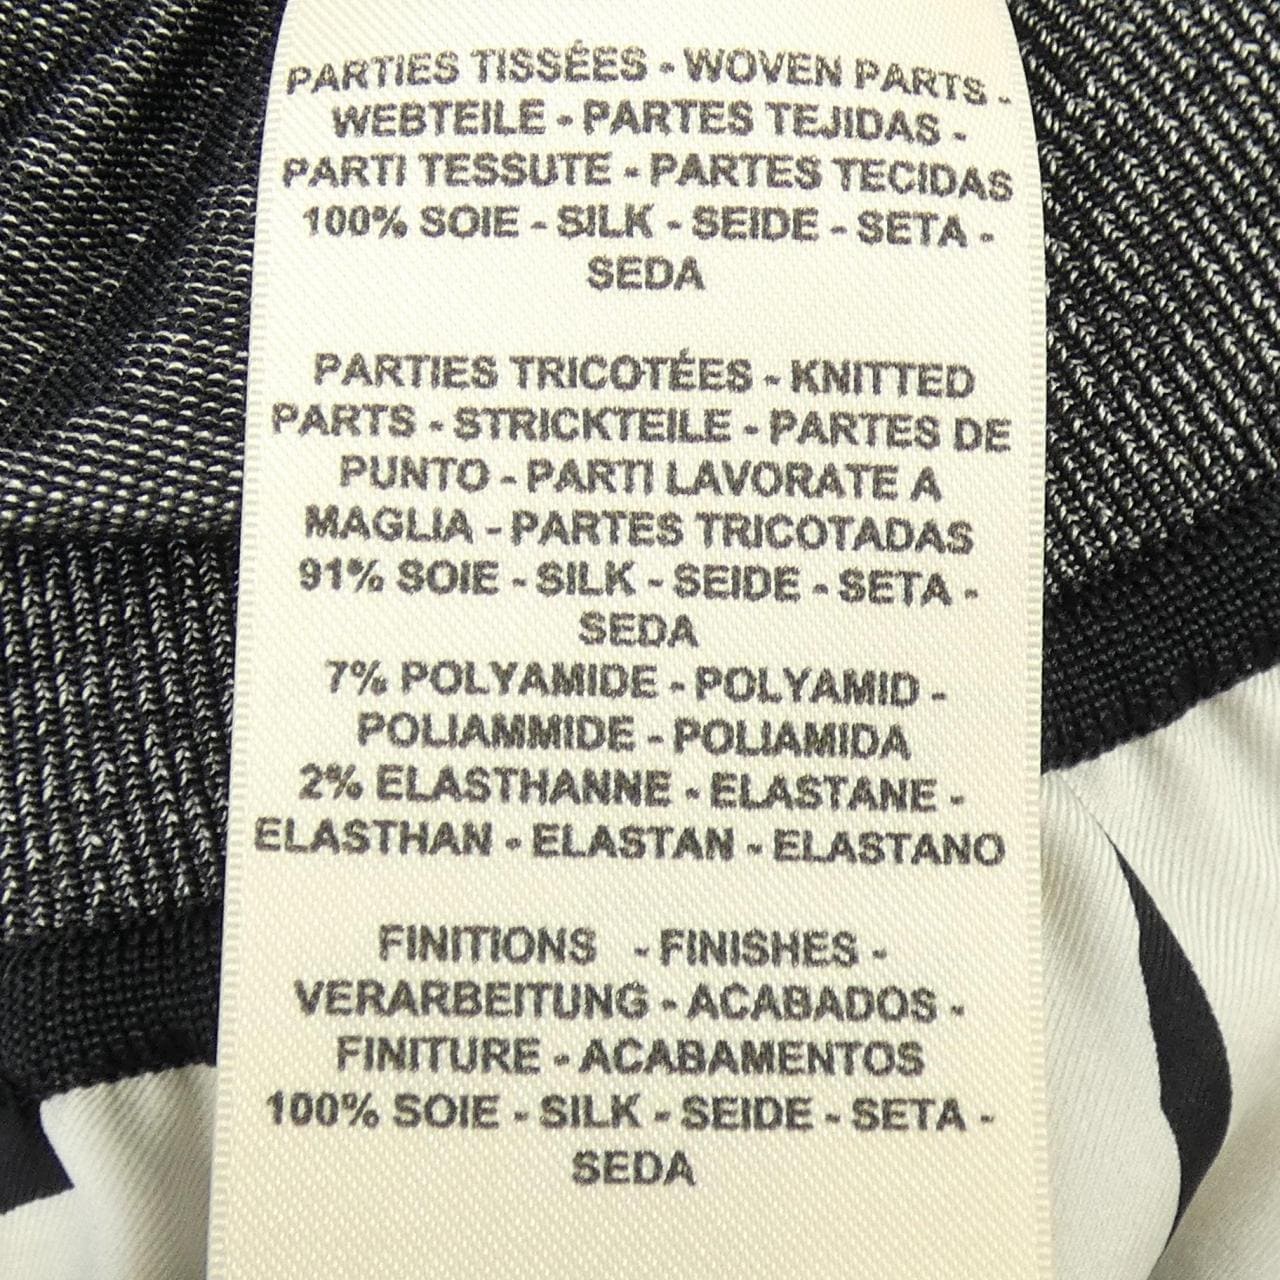 PARTIES TISSÉES - WOVEN PARTS -
WEBTEILE - PARTES TEJIDAS -
PARTI TESSUTE - PARTES TECIDAS
100% SOIE - SILK - SEIDE - SETA -
SEDA
PARTIES TRICOTÉES - KNITTED
PARTS - STRICKTEILE - PARTES DE
PUNTO - PARTI LAVORATE A
MAGLIA - PARTES TRICOTADAS
91% SOIE - SILK - SEIDE - SETA -
SEDA
7% POLYAMIDE - POLYAMID -
POLIAMMIDE - POLIAMIDA
2% ELASTHANNE - ELASTANE -
ELASTHAN - ELASTAN - ELASTANO
FINITIONS - FINISHES -
VERARBEITUNG - ACABADOS -
FINITURE - ACABAMENTOS
100% SOIE - SILK - SEIDE - SETA -
SEDA